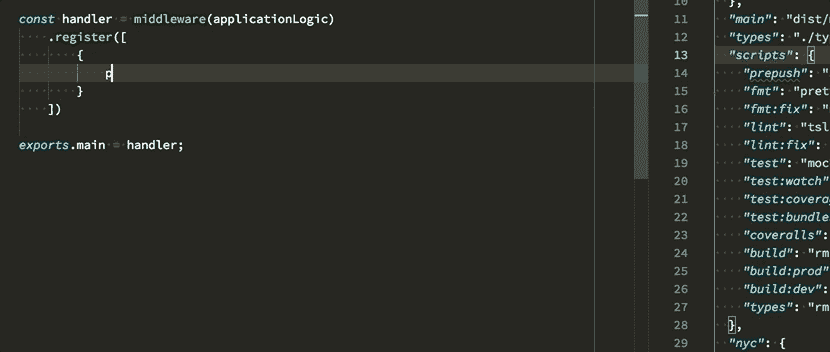 const handler = middleware(applicationLogic)
.register([
{
p
}
])
exports.main = handler;
10 },
11 "main": "dist/
12 "types": "./ty
13 "scripts": {
14 "prepush": "
15 "fmt": "pret
16 "fmt:fix": "
17 "lint": "tsl
18 "lint:fix":
19 "test": "moc
20 "test:watch"
21 "test:covera
22 "test:bundle
23 "coveralls":
24 "build": "rm
25 "build:prod"
26 "build:dev":
27 "types": "rm
28 },
29 "nyc": {